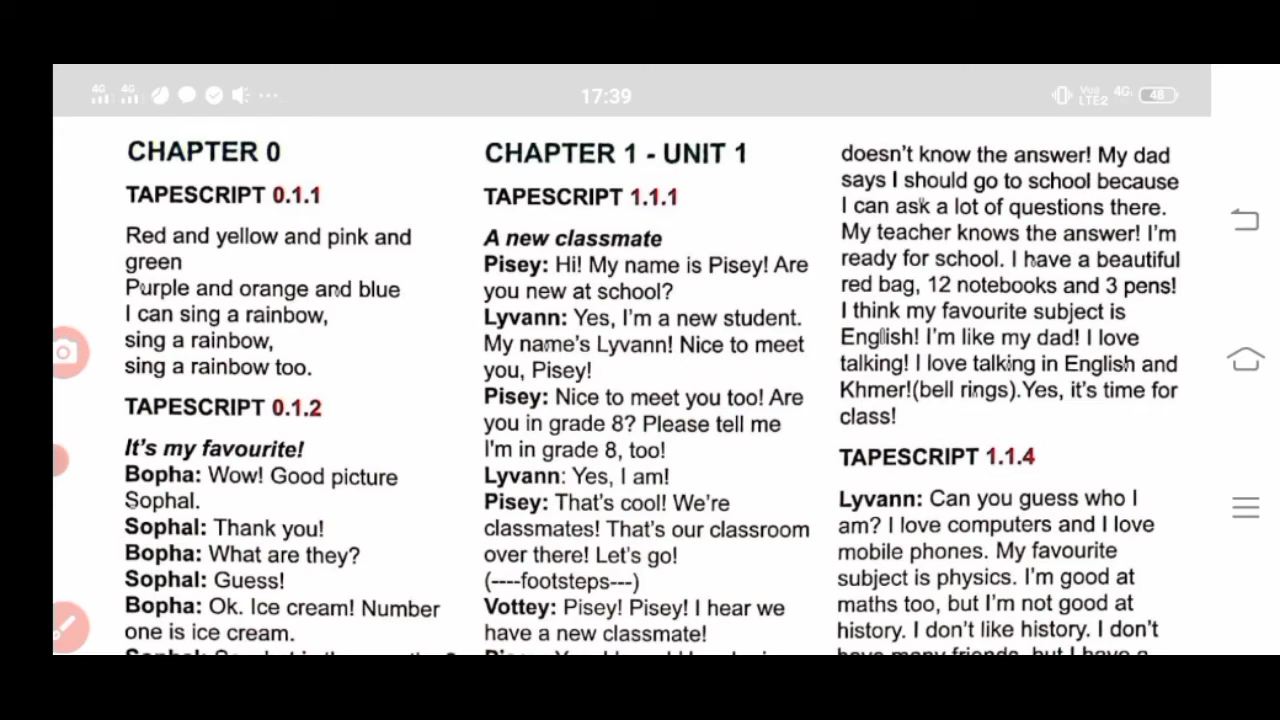 4G 4G 17:39 Vo LTE2 4G 48
CHAPTER 0
TAPESCRIPT 0.1.1
Red and yellow and pink and
green
Purple and orange and blue
I can sing a rainbow,
sing a rainbow,
sing a rainbow too.
TAPESCRIPT 0.1.2
It's my favourite!
Bopha: Wow! Good picture
Sophal.
Sophal: Thank you!
Bopha: What are they?
Sophal: Guess!
Bopha: Ok. Ice cream! Number
one is ice cream.
CHAPTER 1 - UNIT 1
TAPESCRIPT 1.1.1
A new classmate
Pisey: Hi! My name is Pisey! Are
you new at school?
Lyvann: Yes, I'm a new student.
My name's Lyvann! Nice to meet
you, Pisey!
Pisey: Nice to meet you too! Are
you in grade 8? Please tell me
I'm in grade 8, too!
Lyvann: Yes, I am!
Pisey: That's cool! We're
classmates! That's our classroom
over there! Let's go!
(----footsteps---)
Vottey: Pisey! Pisey! I hear we
have a new classmate!
doesn't know the answer! My dad
says I should go to school because
I can ask a lot of questions there.
My teacher knows the answer! I'm
ready for school. I have a beautiful
red bag, 12 notebooks and 3 pens!
I think my favourite subject is
English! I'm like my dad! I love
talking! I love talking in English and
Khmer!(bell rings).Yes, it's time for
class!
TAPESCRIPT 1.1.4
Lyvann: Can you guess who I
am? I love computers and I love
mobile phones. My favourite
subject is physics. I'm good at
maths too, but I'm not good at
history. I don't like history. I don't
have many friends, but I have a